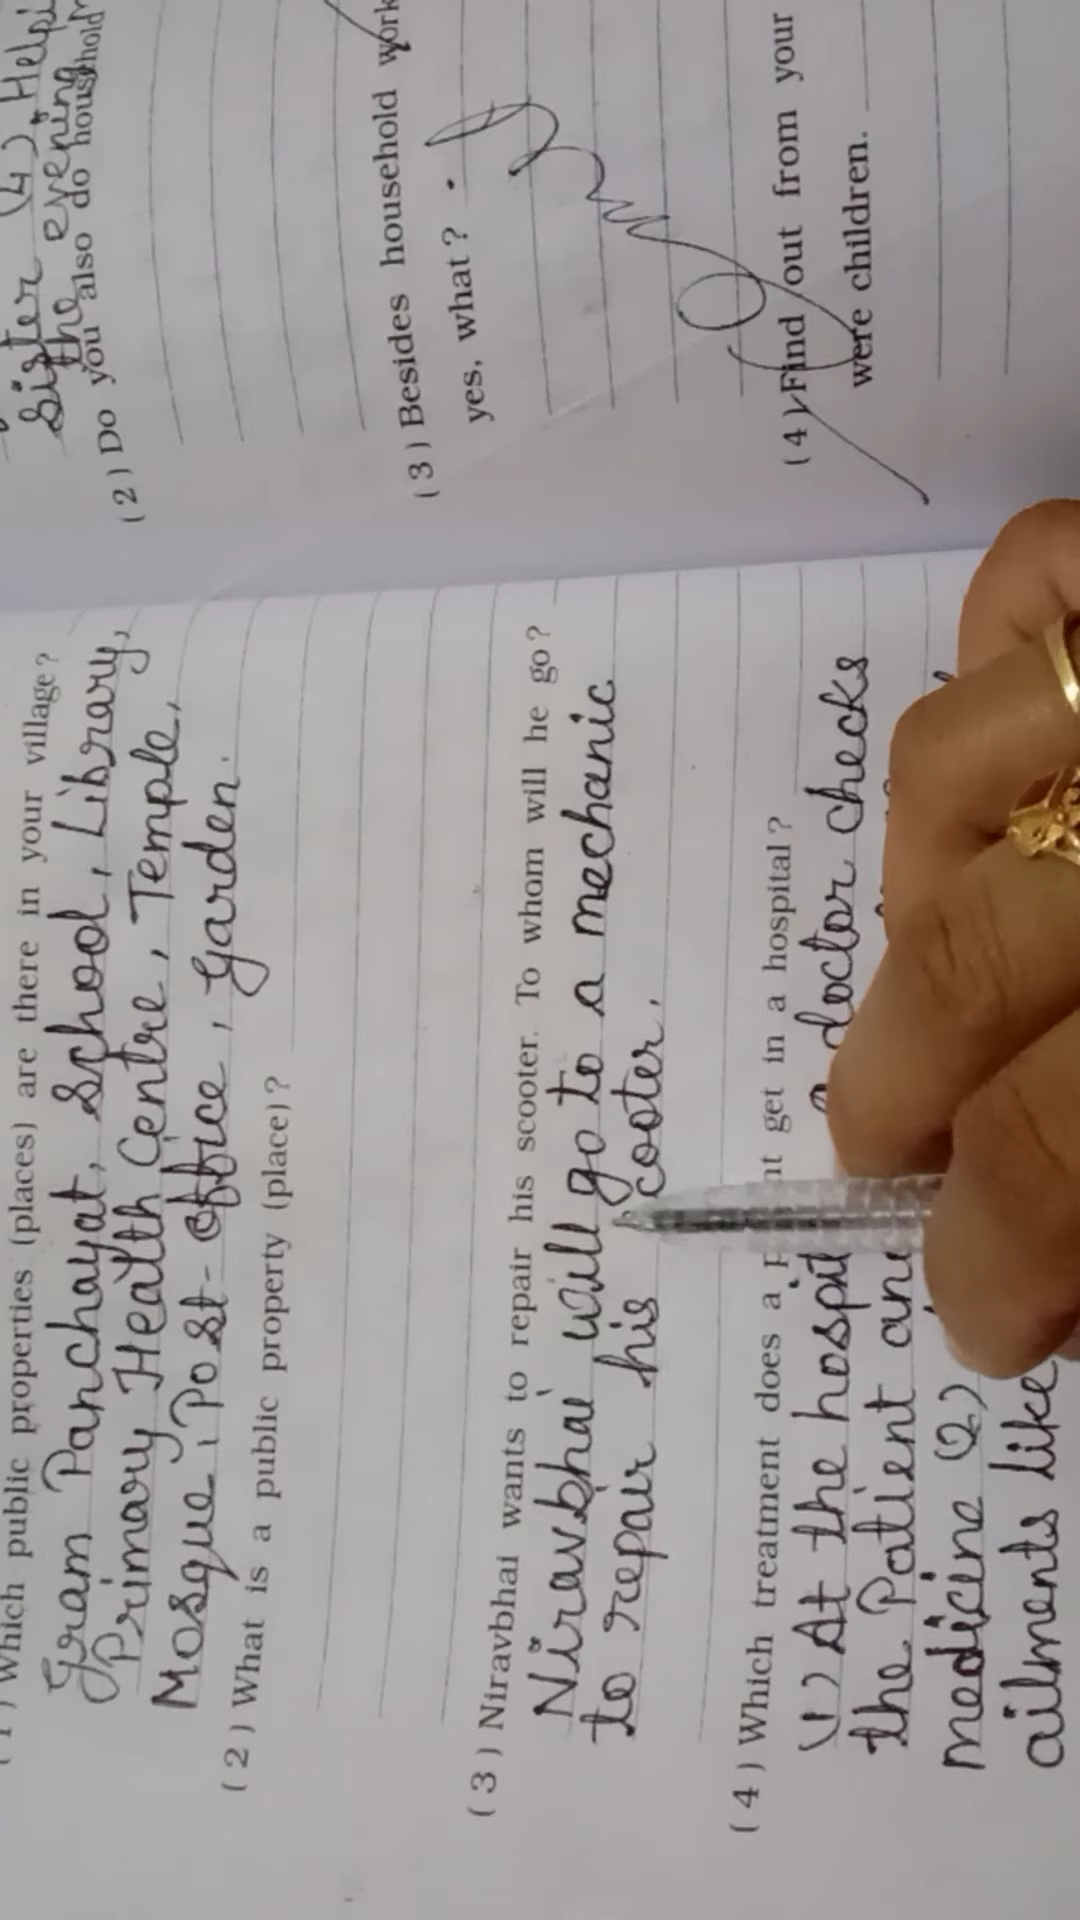 ) Which public properties (places) are there in your village?
Gram Panchayat, School, Library,
Primary Health Centre, Temple,
Mosque, Post-office, Garden.
(2) What is a public property (place)?
(3) Niravbhai wants to repair his scooter. To whom will he go?
Niravbhai will go to a mechanic
to repair his cooter.
(4) Which treatment does a get in a hospital?
(1) At the doctor checks
the Patient
medicine (2)
ailments like
Sister (4) Helpi
the evening
(2) Do you also do household
(3) Besides household work
yes, what?
(4) Find out from your
were children.